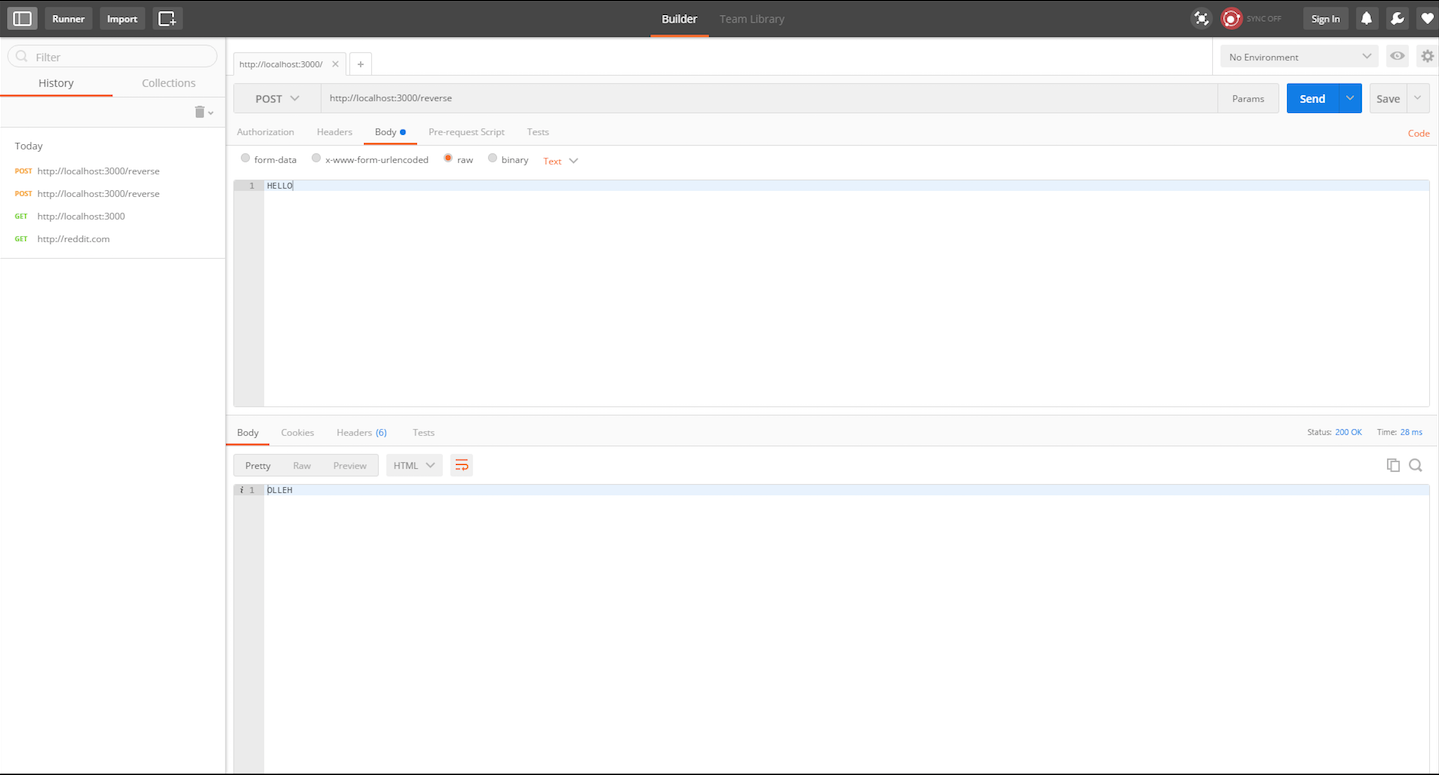 Runner Import Builder Team Library SYNC OFF Sign In
Filter
History Collections
Today
POST http://localhost:3000/reverse
POST http://localhost:3000/reverse
GET http://localhost:3000
GET http://reddit.com
http://localhost:3000/ No Environment
POST http://localhost:3000/reverse Params Send Save
Authorization Headers Body Pre-request Script Tests Code
form-data x-www-form-urlencoded raw binary Text
1 HELLO
Body Cookies Headers (6) Tests Status: 200 OK Time: 28 ms
Pretty Raw Preview HTML
i 1 OLLEH